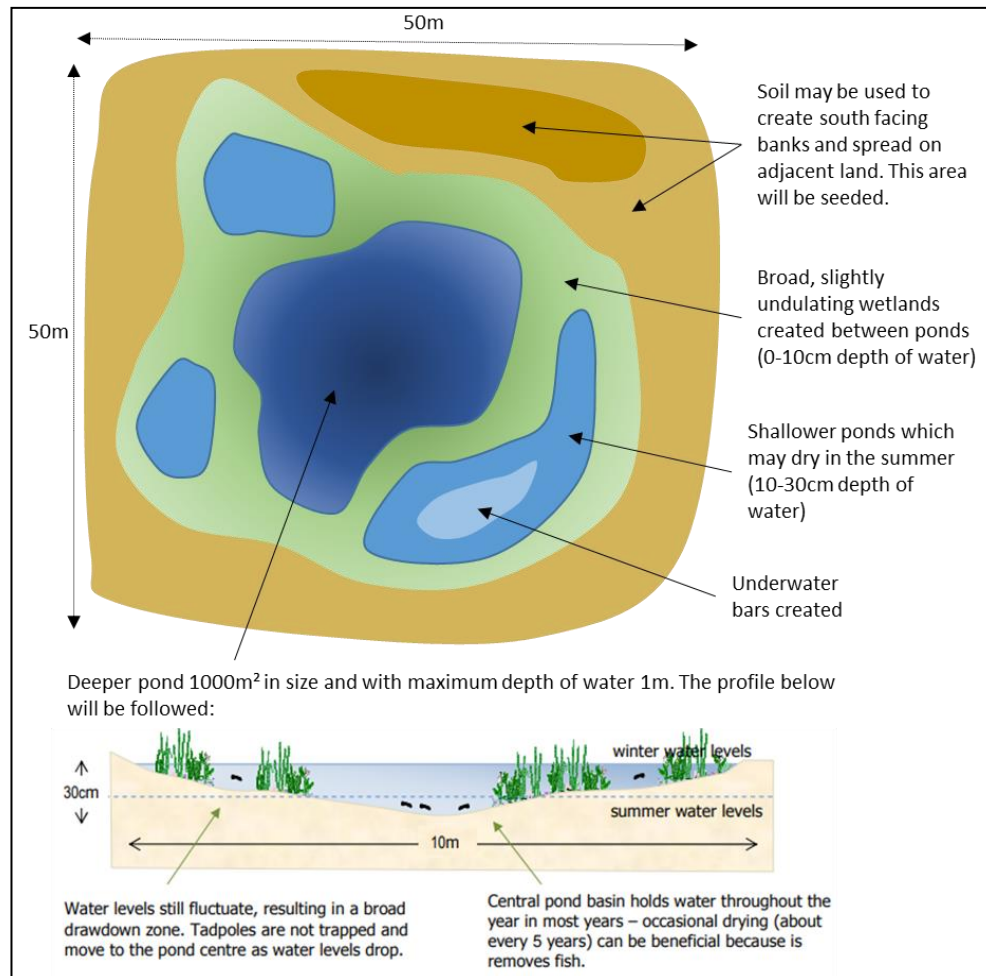 50m
50m
Soil may be used to
create south facing
banks and spread on
adjacent land. This area
will be seeded.
Broad, slightly
undulating wetlands
created between ponds
(0-10cm depth of water)
Shallower ponds which
may dry in the summer
(10-30cm depth of
water)
Underwater
bars created
Deeper pond 1000m² in size and with maximum depth of water 1m. The profile below
will be followed:
winter water levels
30cm
summer water levels
10m
Water levels still fluctuate, resulting in a broad
drawdown zone. Tadpoles are not trapped and
move to the pond centre as water levels drop.
Central pond basin holds water throughout the
year in most years – occasional drying (about
every 5 years) can be beneficial because is
removes fish.